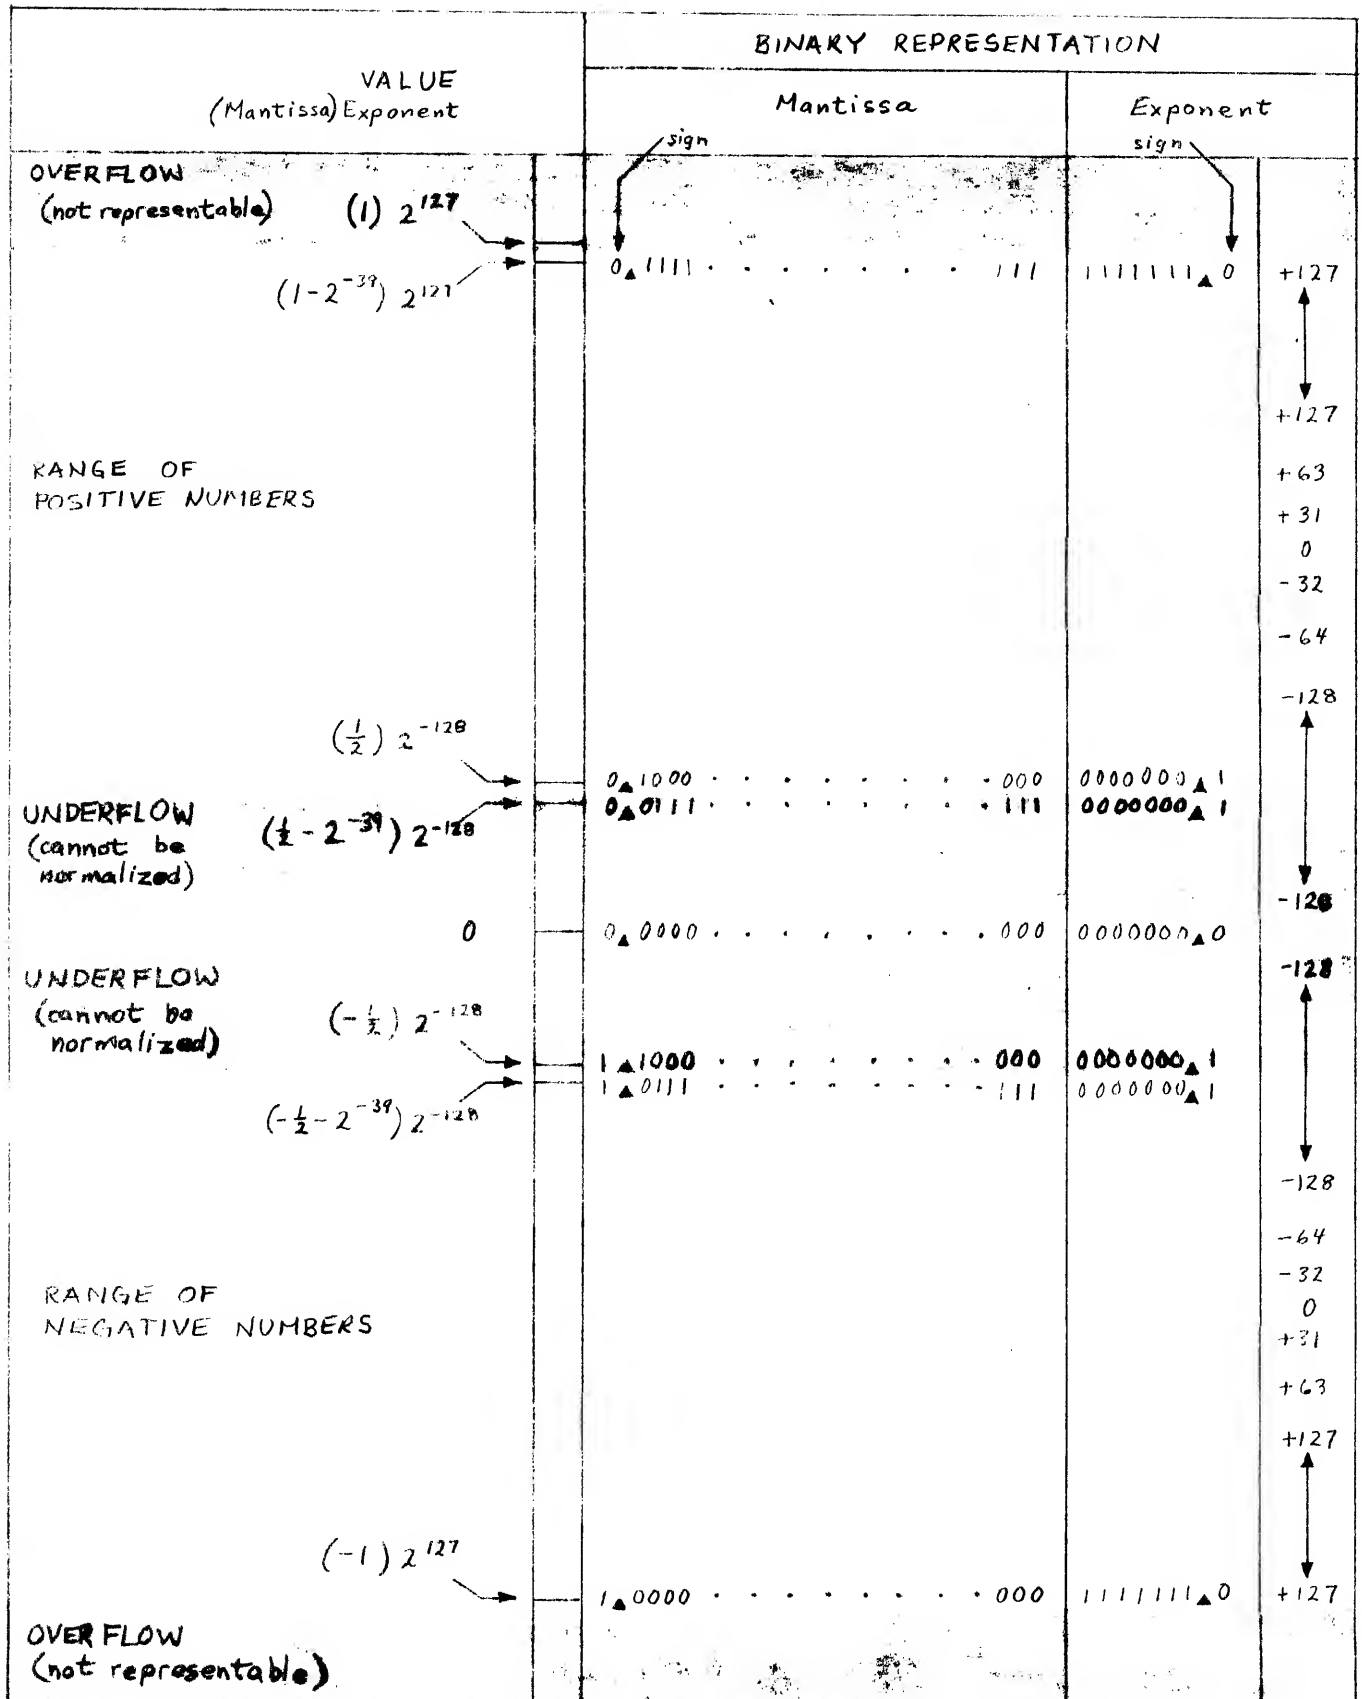 BINARY REPRESENTATION
VALUE
(Mantissa) Exponent
Mantissa
Exponent
sign
sign
OVERFLOW
(not representable)
(1) 2^127
(1-2^-39) 2^127
0▲1111 · · · · · · · 111 1111111▲0 +127
+127
RANGE OF
POSITIVE NUMBERS
+63
+31
0
-32
-64
-128
(1/2) 2^-128
0▲1000 · · · · · · · 000 0000000▲1
UNDERFLOW
(cannot be
normalized)
(1/2 - 2^-39) 2^-128
0▲0111 · · · · · · · 111 0000000▲1
-128
0
0▲0000 · · · · · · · 000 0000000▲0
-128
UNDERFLOW
(cannot be
normalized)
(-1/2) 2^-128
1▲1000 · · · · · · · 000 0000000▲1
(-1/2 - 2^-39) 2^-128
1▲0111 · · · · · · · 111 0000000▲1
-128
-64
-32
0
+31
+63
+127
RANGE OF
NEGATIVE NUMBERS
(-1) 2^127
1▲0000 · · · · · · · 000 1111111▲0 +127
OVERFLOW
(not representable)